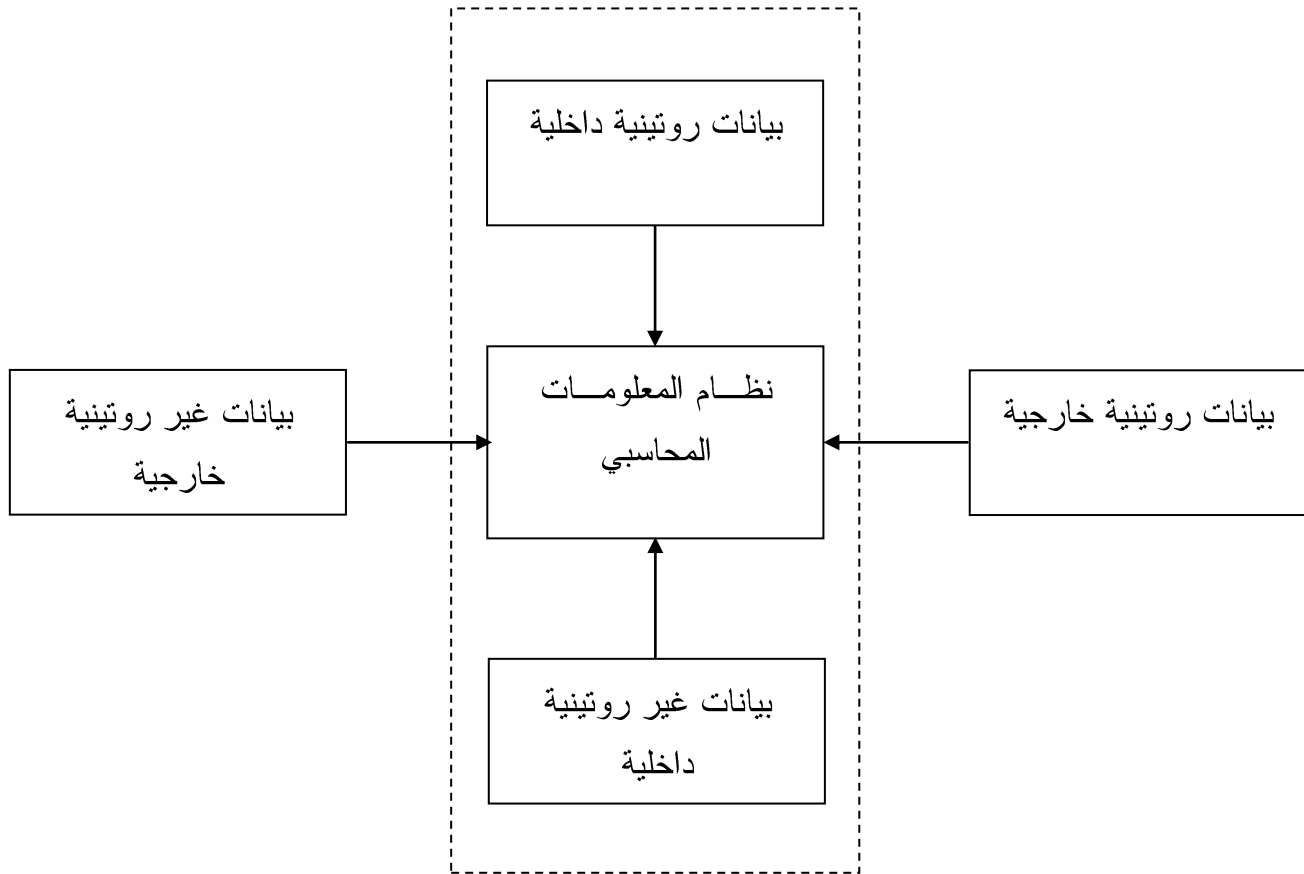 بيانات روتينية داخلية
نظـــام المعلومـــات
المحاسبي
بيانات روتينية خارجية
بيانات غير روتينية
خارجية
بيانات غير روتينية
داخلية